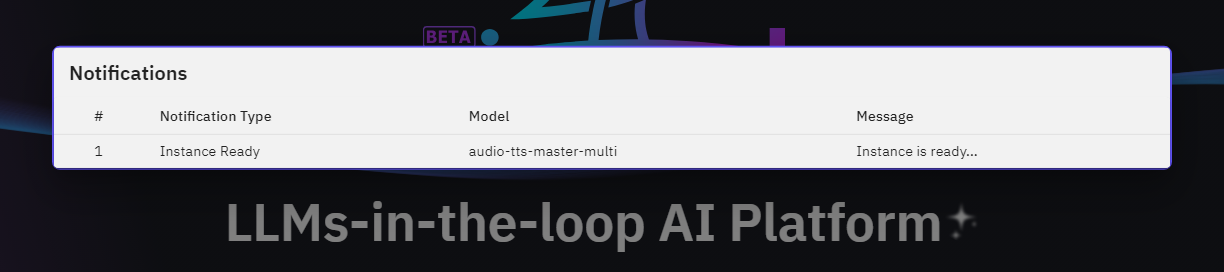 BETA
Notifications
# Notification Type Model Message
1 Instance Ready audio-tts-master-multi Instance is ready...
LLMs-in-the-loop AI Platform